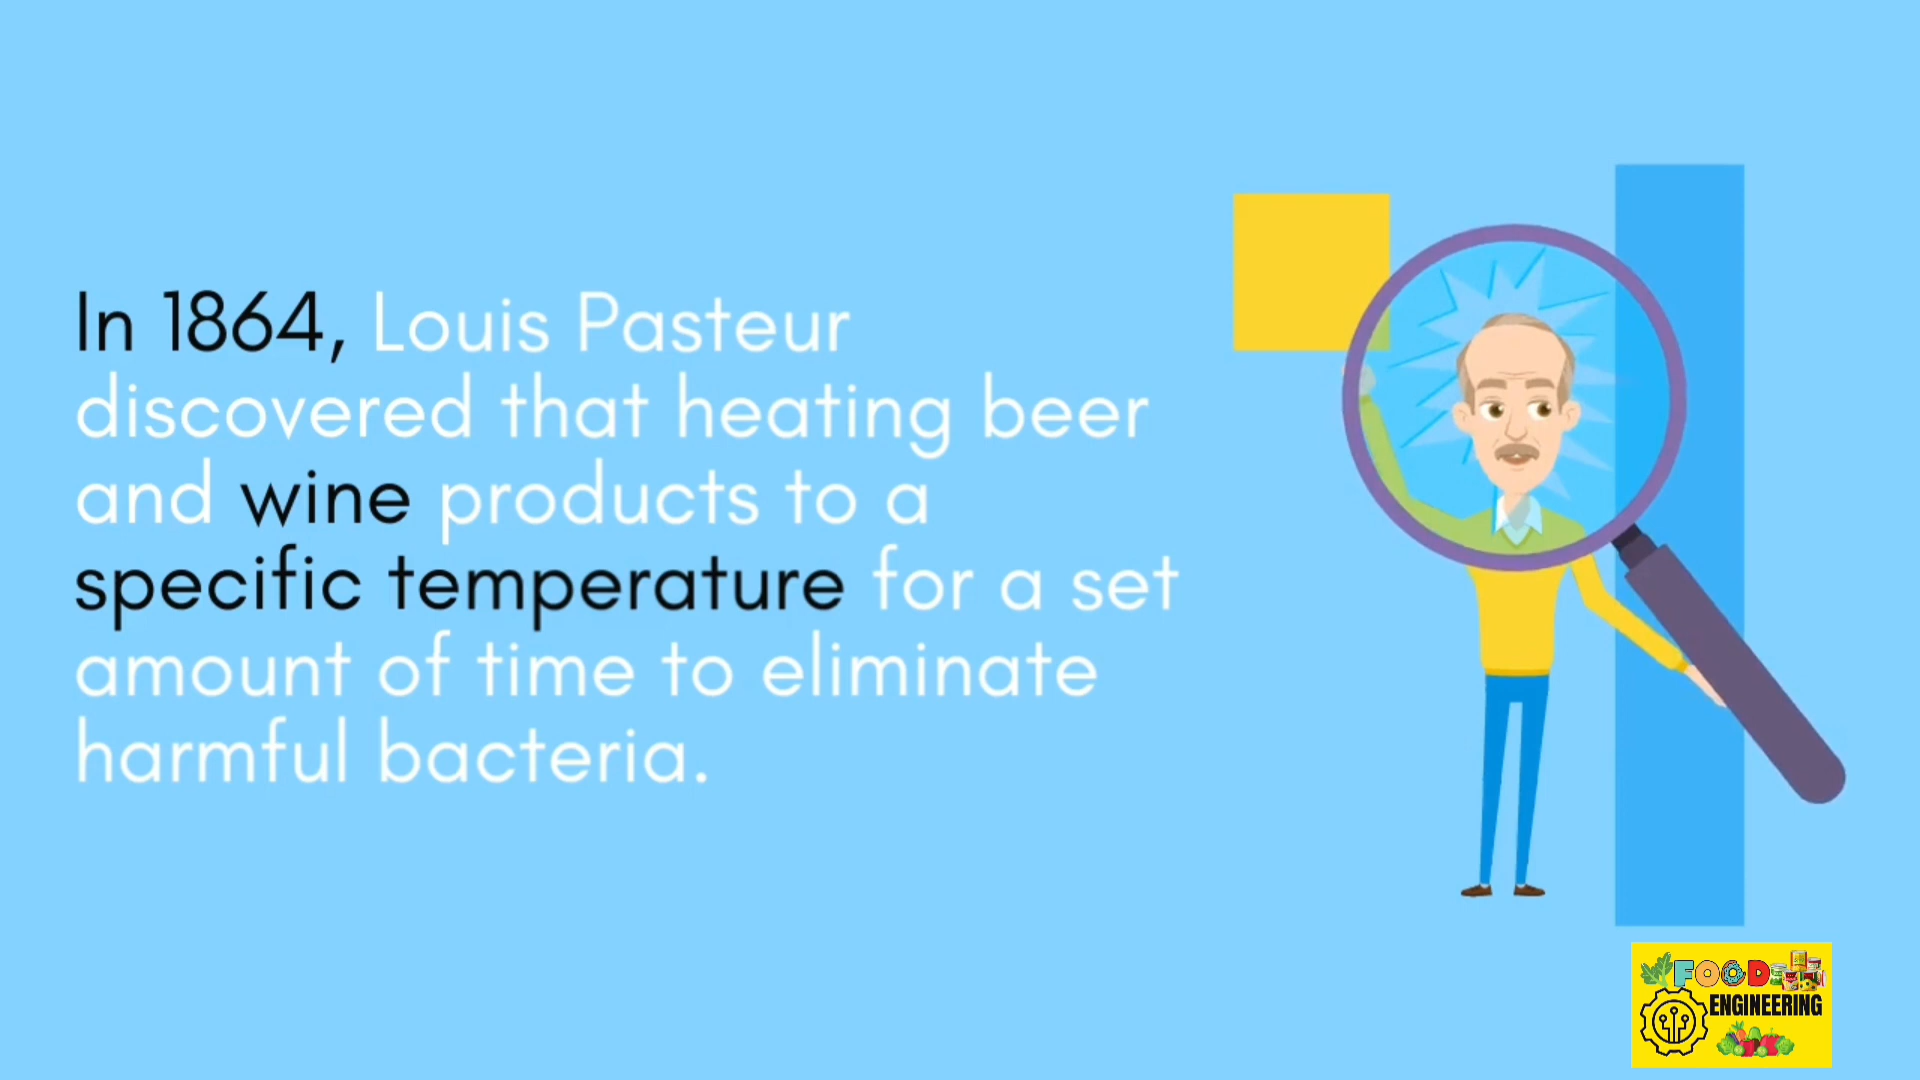 In 1864, Louis Pasteur
discovered that heating beer
and wine products to a
specific temperature for a set
amount of time to eliminate
harmful bacteria.
FOOD
ENGINEERING